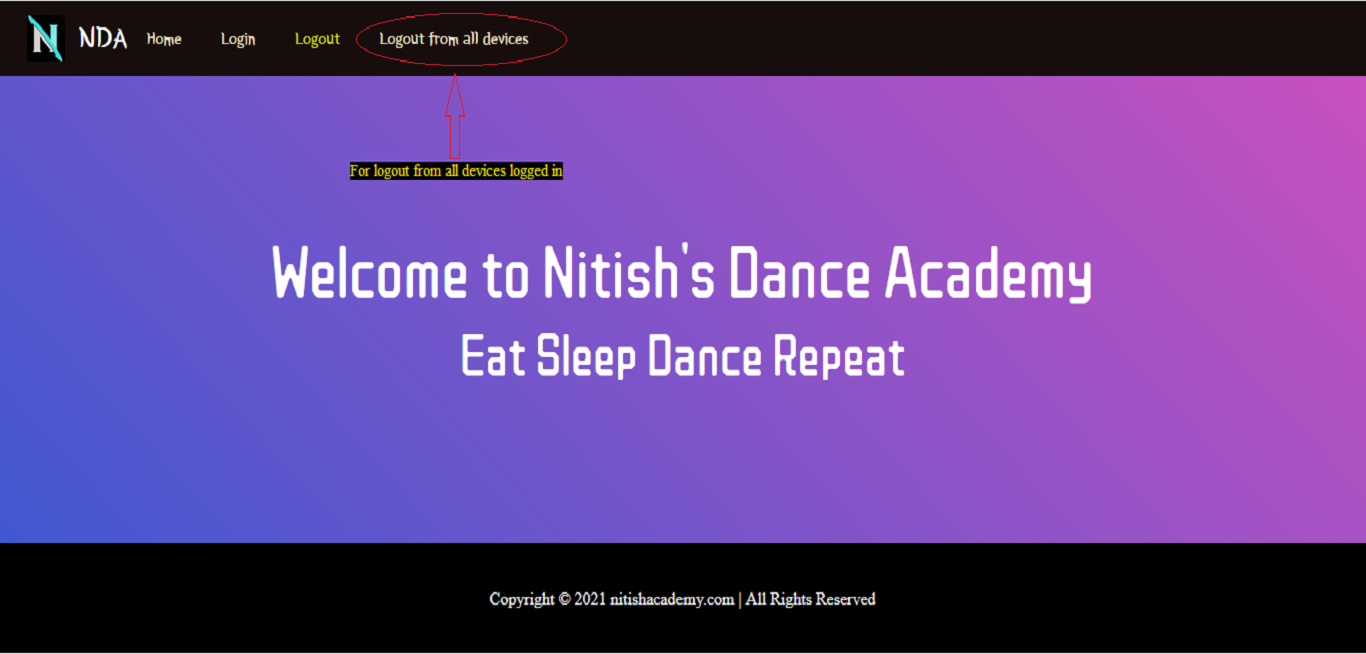 N NDA Home Login Logout Logout from all devices
For logout from all devices logged in
Welcome to Nitish's Dance Academy
Eat Sleep Dance Repeat
Copyright © 2021 nitishacademy.com | All Rights Reserved